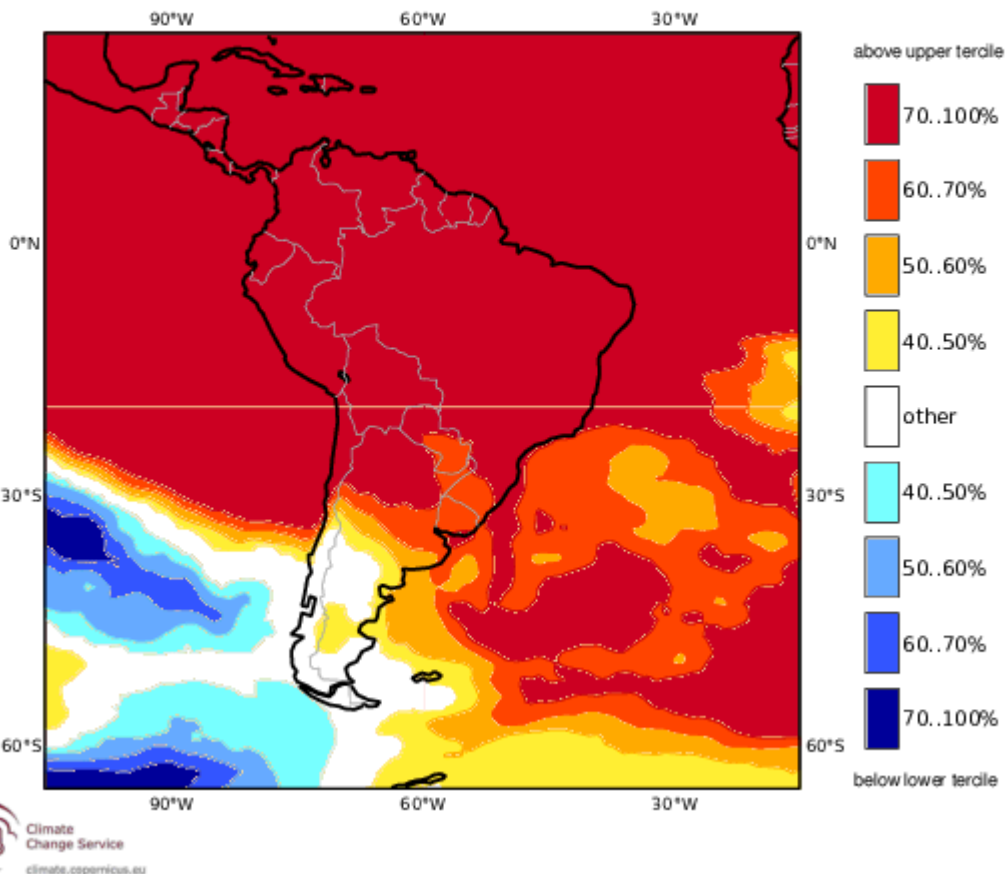 90°W 60°W 30°W
above upper tercile
70..100%
60..70%
50..60%
40..50%
other
40..50%
50..60%
60..70%
70..100%
below lower tercile
0°N 0°N
30°S 30°S
60°S 60°S
90°W 60°W 30°W
Climate
Change Service
climate.copernicus.eu